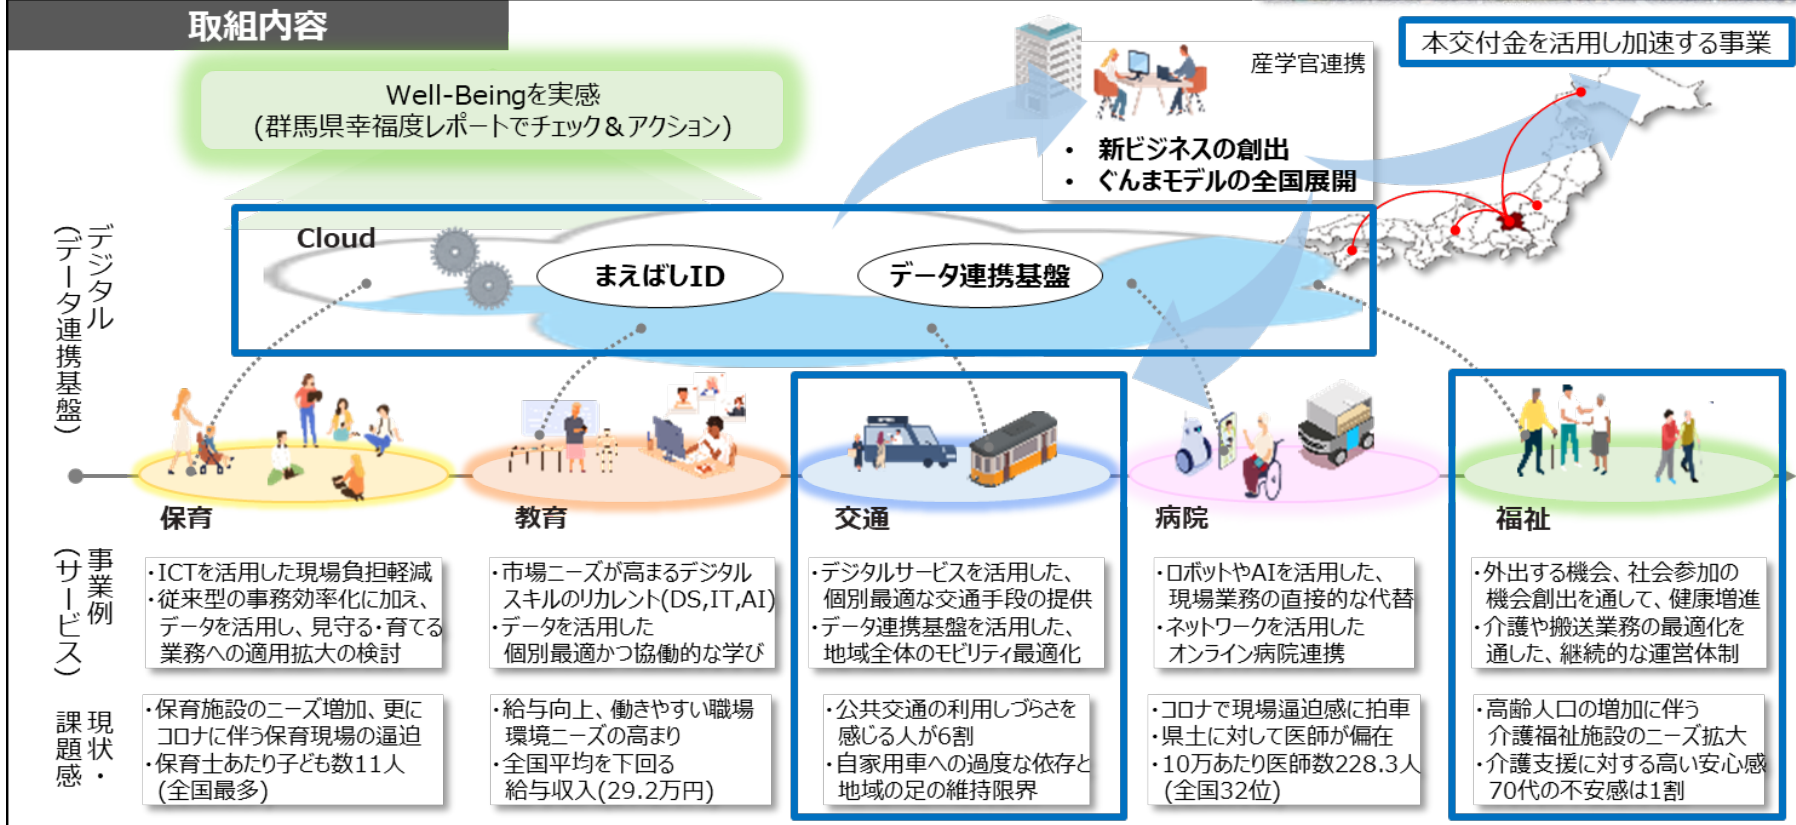 取組内容
本交付金を活用し加速する事業
Well-Beingを実感
(群馬県幸福度レポートでチェック＆アクション)
産学官連携
・ 新ビジネスの創出
・ ぐんまモデルの全国展開
デジタル
(データ連携基盤)
Cloud
まえばしID
データ連携基盤
保育
教育
交通
病院
福祉
事業例
(サービス)
・ICTを活用した現場負担軽減
・従来型の事務効率化に加え、
データを活用し、見守る・育てる
業務への適用拡大の検討
・市場ニーズが高まるデジタル
スキルのリカレント(DS,IT,AI)
・データを活用した
個別最適かつ協働的な学び
・デジタルサービスを活用した、
個別最適な交通手段の提供
・データ連携基盤を活用した、
地域全体のモビリティ最適化
・ロボットやAIを活用した、
現場業務の直接的な代替
・ネットワークを活用した
オンライン病院連携
・外出する機会、社会参加の
機会創出を通して、健康増進
・介護や搬送業務の最適化を
通した、継続的な運営体制
現状・
課題感
・保育施設のニーズ増加、更に
コロナに伴う保育現場の逼迫
・保育士あたり子ども数11人
(全国最多)
・給与向上、働きやすい職場
環境ニーズの高まり
・全国平均を下回る
給与収入(29.2万円)
・公共交通の利用しづらさを
感じる人が6割
・自家用車への過度な依存と
地域の足の維持限界
・コロナで現場逼迫感に拍車
・県土に対して医師が偏在
・10万あたり医師数228.3人
(全国32位)
・高齢人口の増加に伴う
介護福祉施設のニーズ拡大
・介護支援に対する高い安心感
70代の不安感は1割